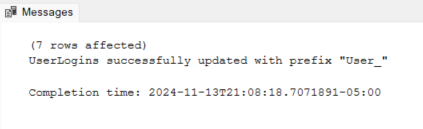 Messages
(7 rows affected)
UserLogins successfully updated with prefix "User_"
Completion time: 2024-11-13T21:08:18.7071891-05:00